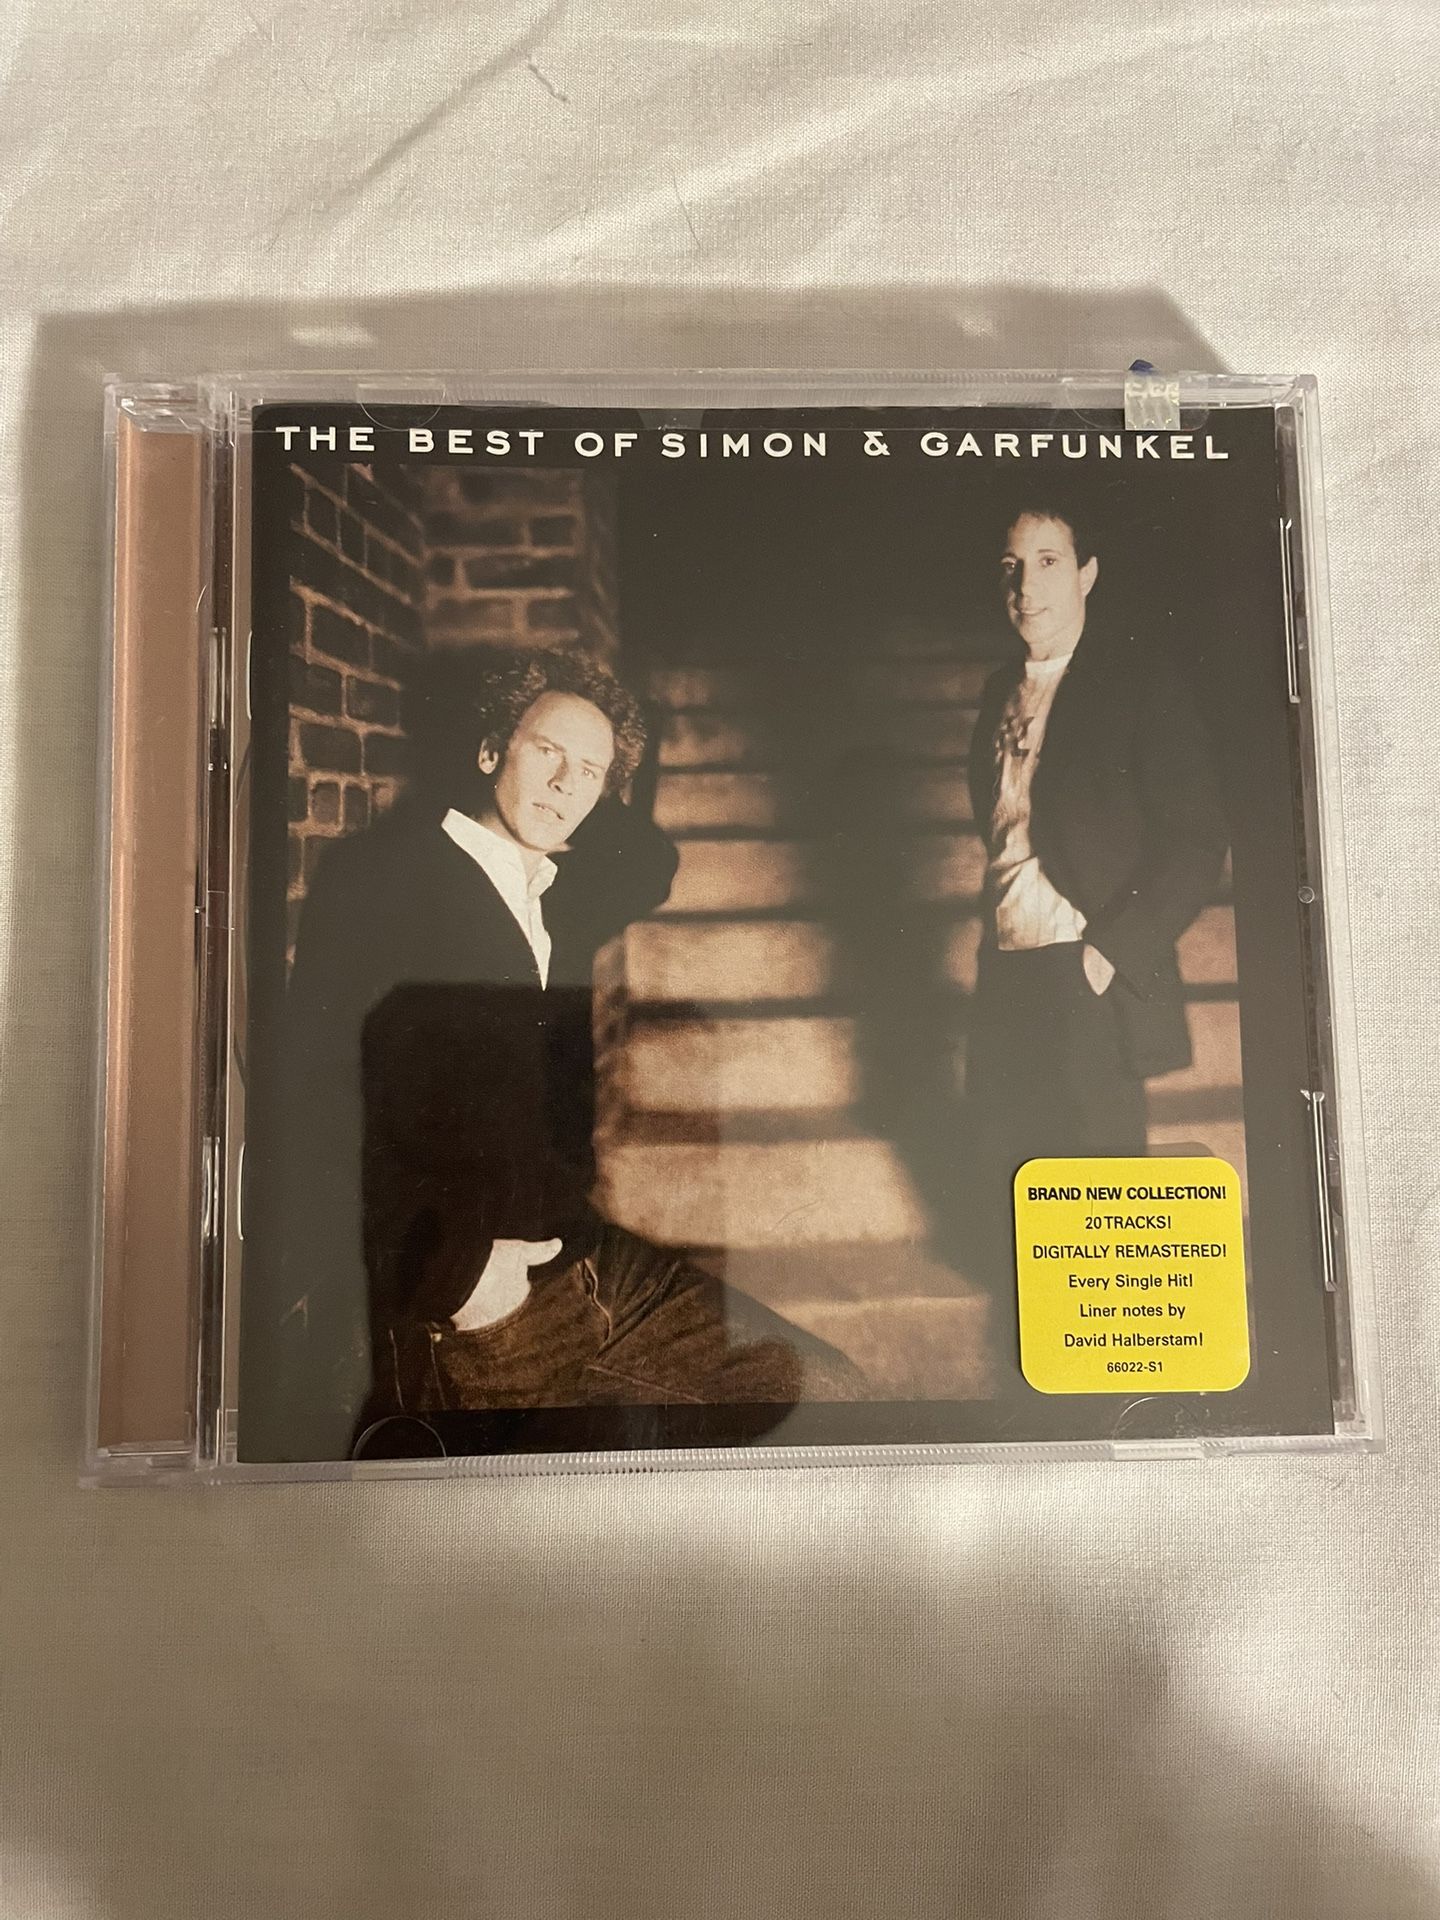 THE BEST OF SIMON & GARFUNKEL
BRAND NEW COLLECTION!
20 TRACKS!
DIGITALLY REMASTERED!
Every Single Hit!
Liner notes by
David Halberstam!
66022-S1